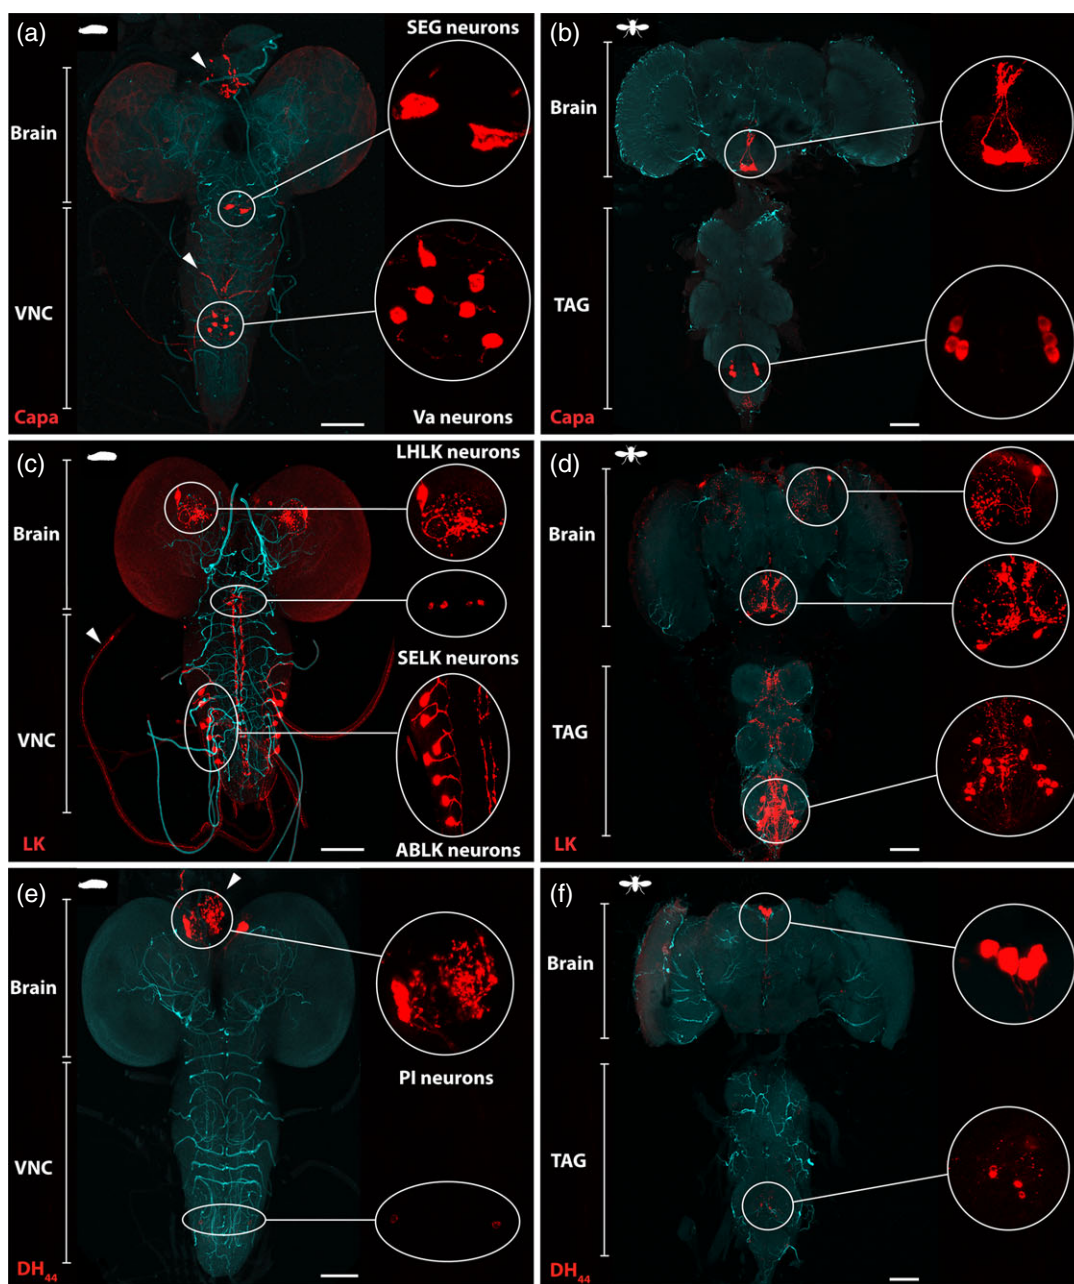 (a)
SEG neurons
Brain
VNC
Capa
Va neurons
(b)
Brain
TAG
Capa
(c)
LHLK neurons
Brain
SELK neurons
VNC
LK
ABLK neurons
(d)
Brain
TAG
LK
(e)
Brain
PI neurons
VNC
DH44
(f)
Brain
TAG
DH44